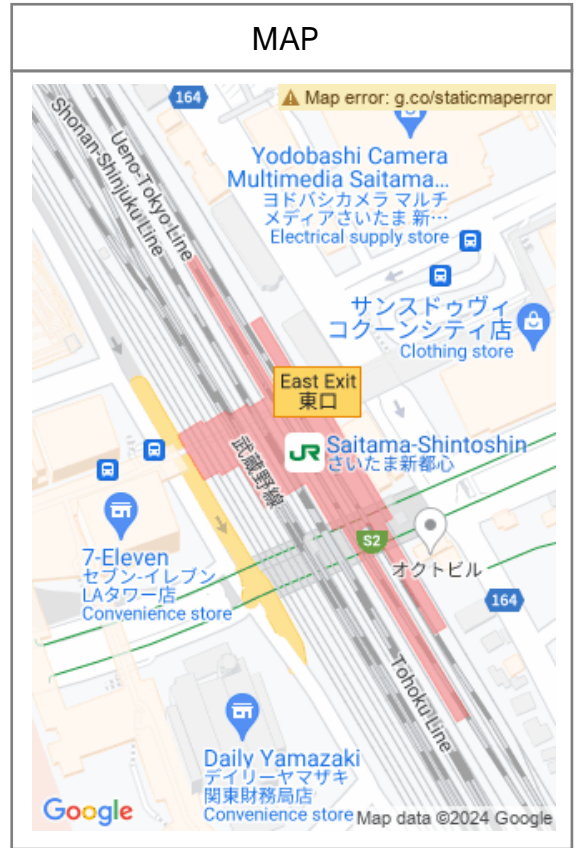 MAP
164
Map error: g.co/staticmaperror
Shonan-Shinjuku Line
Ueno-Tokyo Line
Yodobashi Camera
Multimedia Saitama...
ヨドバシカメラ マルチ
メディアさいたま 新…
Electrical supply store
サンスドゥヴィ
コクーンシティ店
Clothing store
East Exit
東口
武蔵野線
JR
Saitama-Shintoshin
さいたま新都心
S2
オクトビル
7-Eleven
セブン-イレブン
LAタワー店
Convenience store
164
Tohoku Line
Daily Yamazaki
デイリーヤマザキ
関東財務局店
Convenience store
Google
Map data ©2024 Google